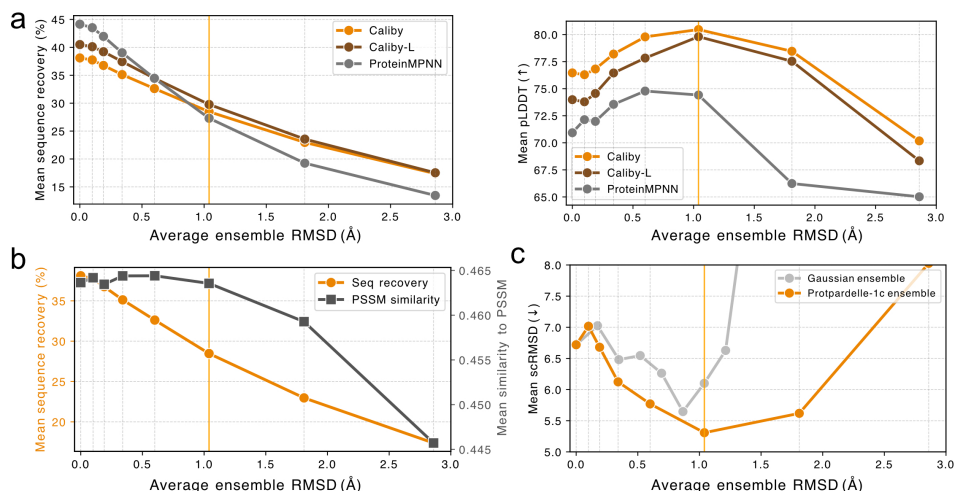 a
Mean sequence recovery (%)
45
40
35
30
25
20
15
Caliby
Caliby-L
ProteinMPNN
0.0 0.5 1.0 1.5 2.0 2.5 3.0
Average ensemble RMSD (Å)
Mean pLDDT (↑)
80.0
77.5
75.0
72.5
70.0
67.5
65.0
Caliby
Caliby-L
ProteinMPNN
0.0 0.5 1.0 1.5 2.0 2.5 3.0
Average ensemble RMSD (Å)
b
Mean sequence recovery (%)
35
30
25
20
Seq recovery
PSSM similarity
0.465
0.460
0.455
0.450
0.445
Mean similarity to PSSM
0.0 0.5 1.0 1.5 2.0 2.5 3.0
Average ensemble RMSD (Å)
c
Mean scRMSD (↓)
8.0
7.0
6.5
6.0
5.5
5.0
Gaussian ensemble
Protpardelle-1c ensemble
0.0 0.5 1.0 1.5 2.0 2.5 3.0
Average ensemble RMSD (Å)